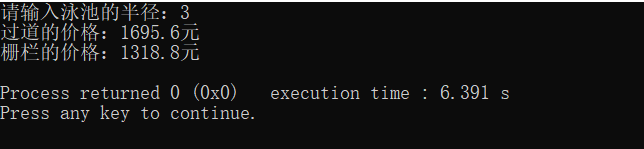 请输入泳池的半径：3
过道的价格：1695.6元
栅栏的价格：1318.8元
Process returned 0 (0x0)   execution time : 6.391 s
Press any key to continue.